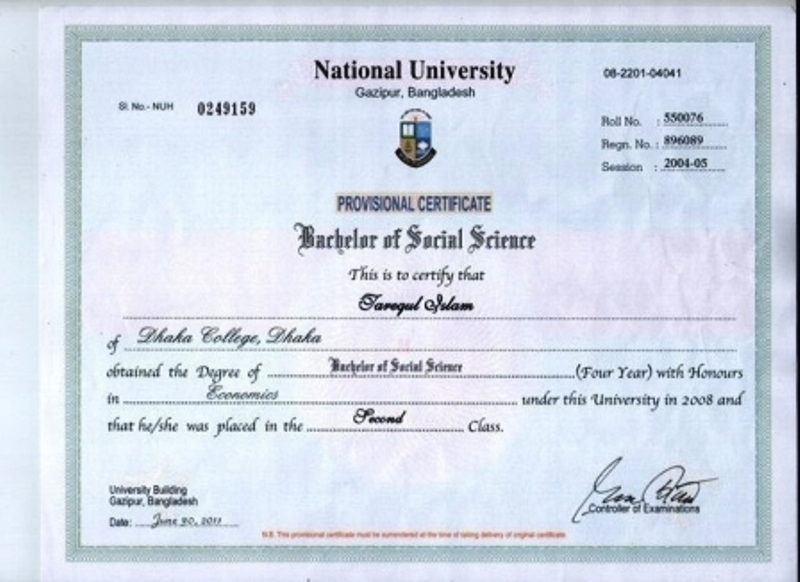 National University
Gazipur, Bangladesh
08-2201-04041
Sl. No.- NUH 0249159
Roll No. : 550076
Regn. No. : 896089
Session : 2004-05
PROVISIONAL CERTIFICATE
Bachelor of Social Science
This is to certify that
Tarequl Islam
of Dhaka College, Dhaka
obtained the Degree of Bachelor of Social Science (Four Year) with Honours
in Economics under this University in 2008 and
that he/she was placed in the Second Class.
University Building
Gazipur, Bangladesh
Date: June 20, 2011
Controller of Examinations
N.B. This provisional certificate must be surrendered at the time of taking delivery of original certificate.